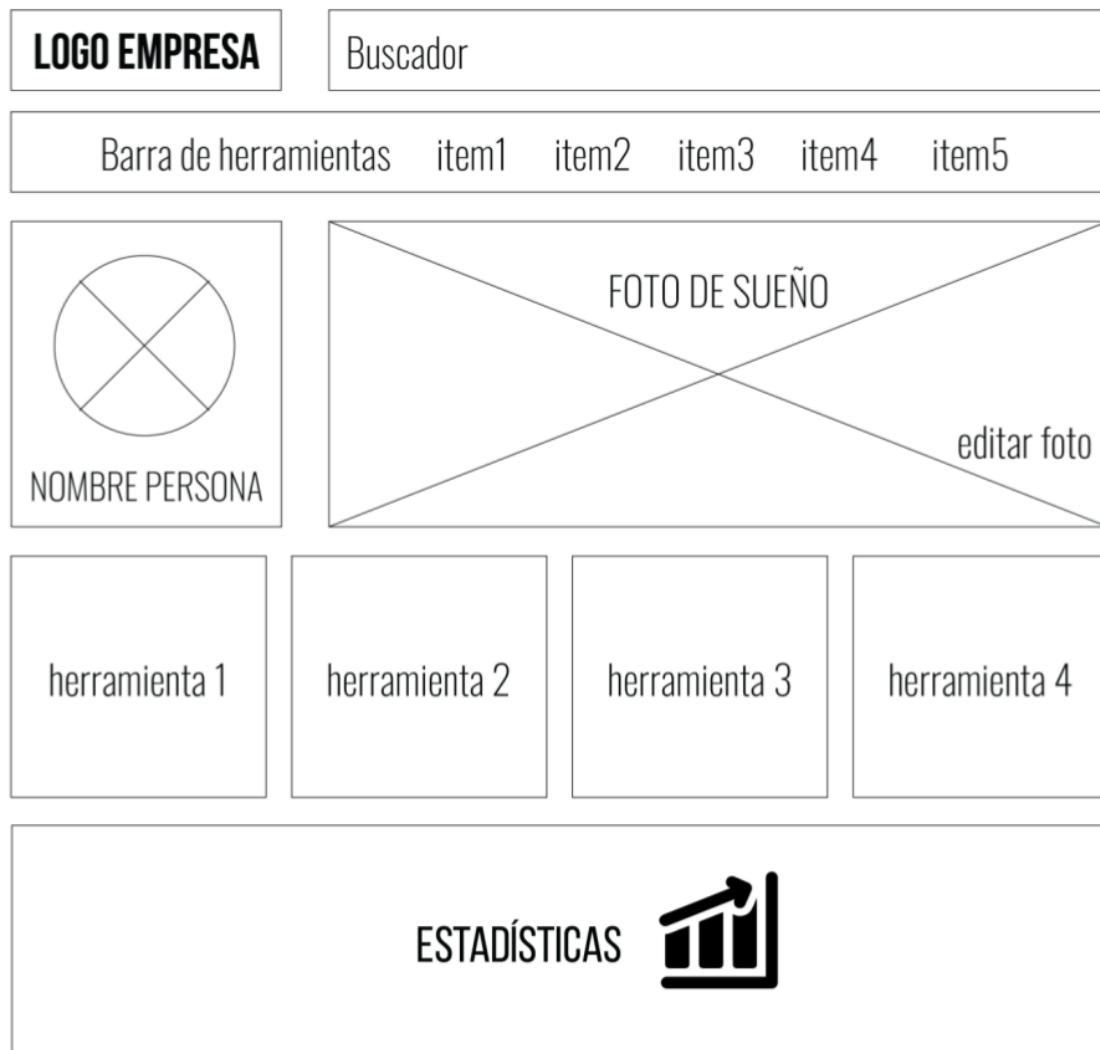 LOGO EMPRESA
Buscador
Barra de herramientas item1 item2 item3 item4 item5
NOMBRE PERSONA
FOTO DE SUEÑO
editar foto
herramienta 1
herramienta 2
herramienta 3
herramienta 4
ESTADÍSTICAS